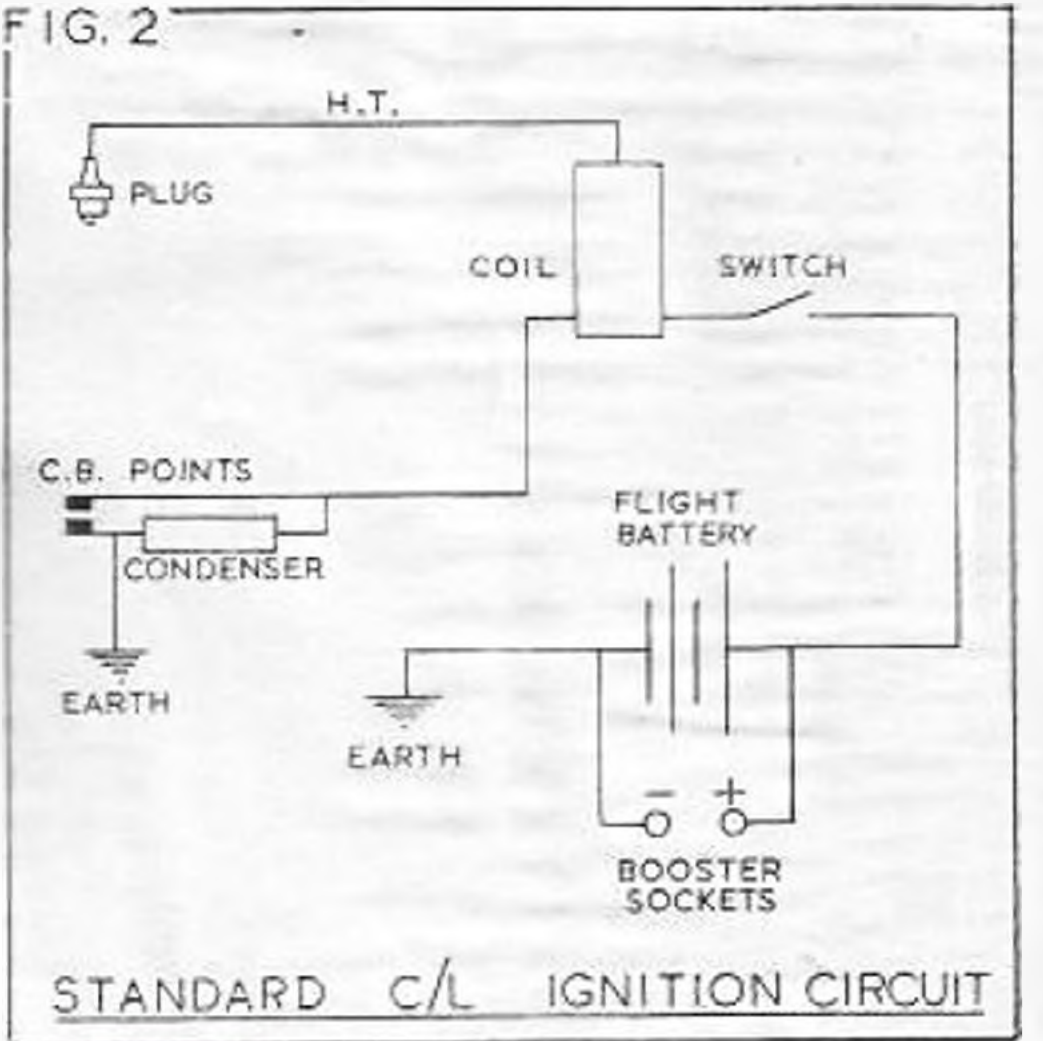 FIG. 2
H.T.
PLUG
COIL
SWITCH
C.B. POINTS
CONDENSER
FLIGHT
BATTERY
EARTH
EARTH
- +
BOOSTER
SOCKETS
STANDARD C/L IGNITION CIRCUIT